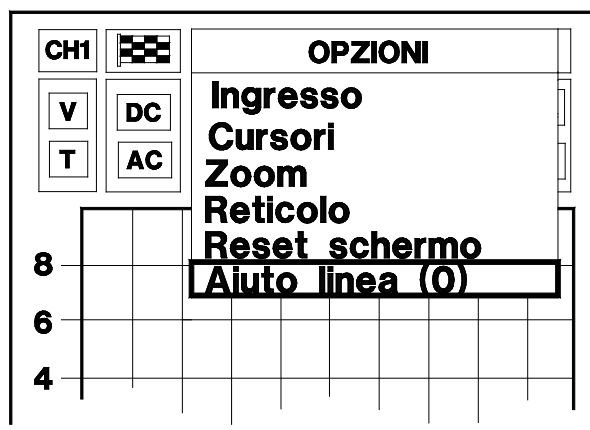 CH1
OPZIONI
V
DC
T
AC
Ingresso
Cursori
Zoom
Reticolo
Reset schermo
Aiuto linea (0)
8
6
4